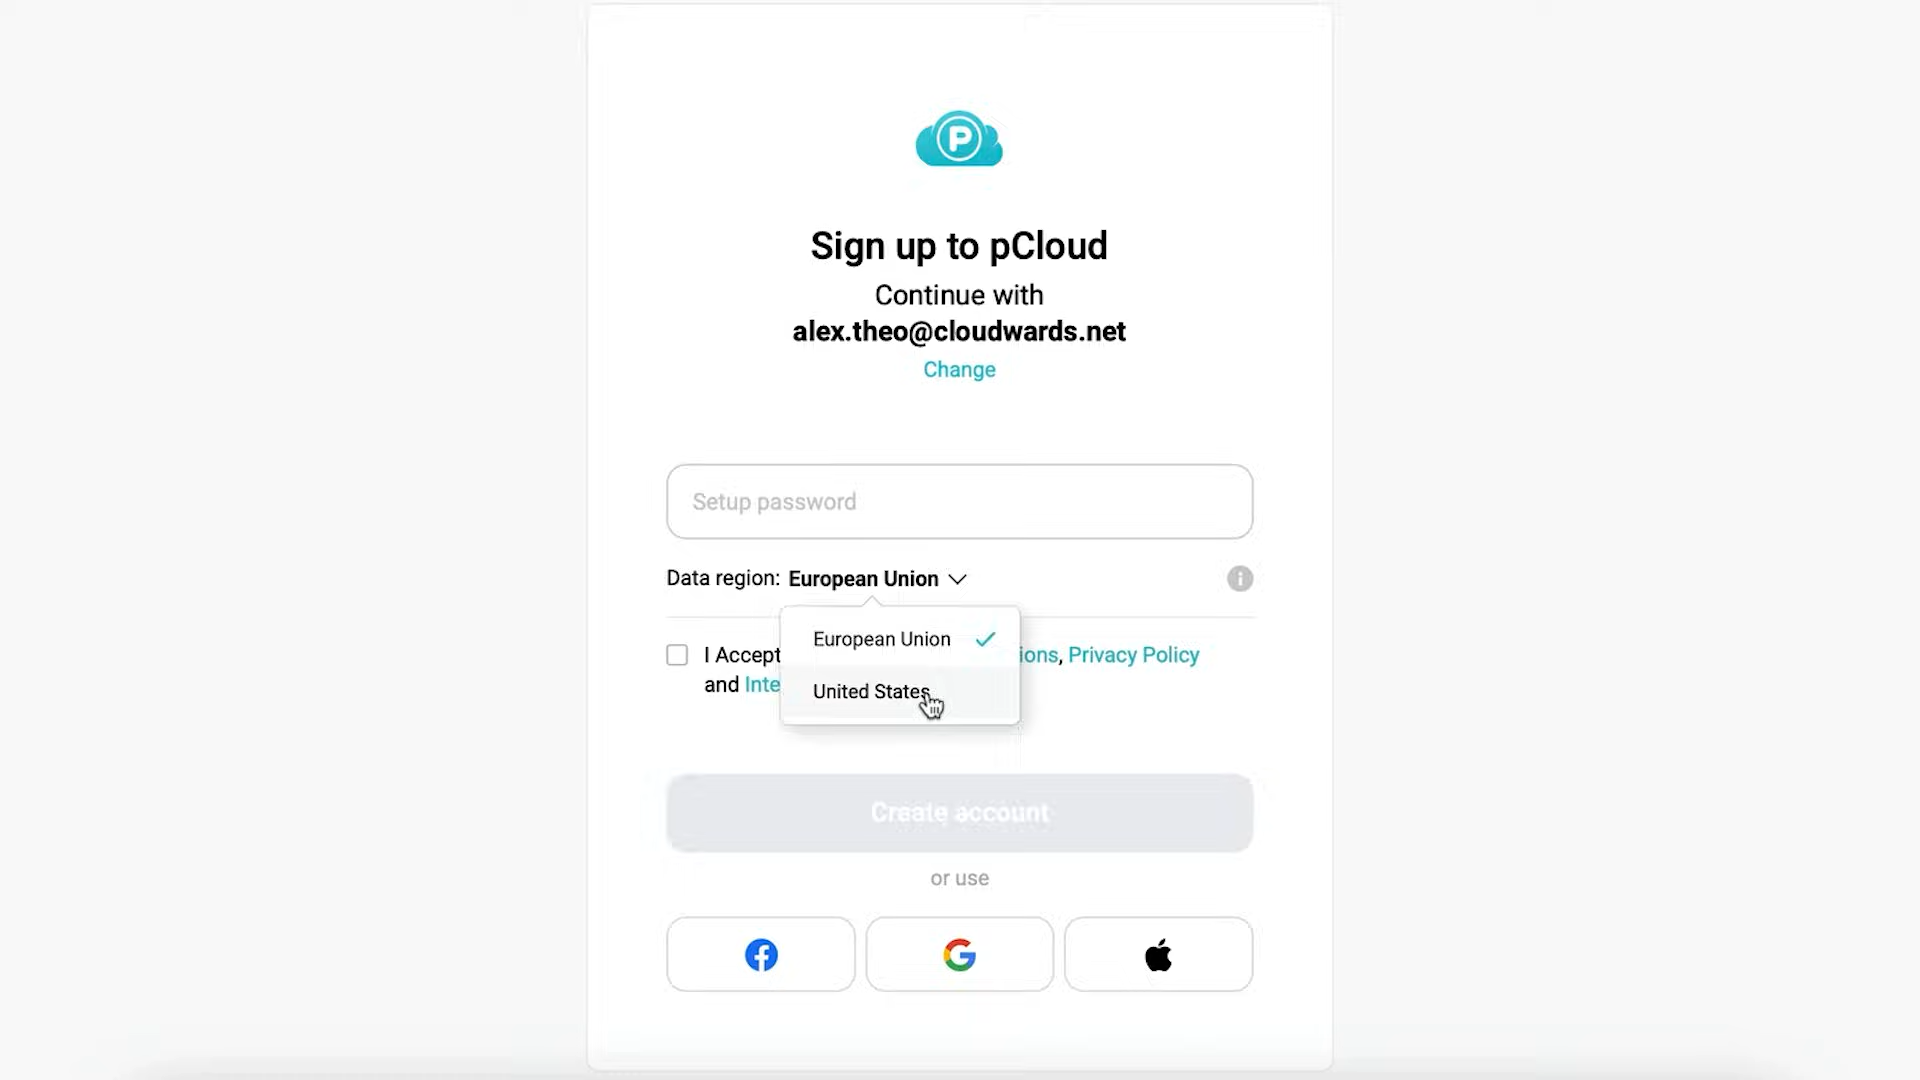 P
Sign up to pCloud
Continue with
alex.theo@cloudwards.net
Change
Setup password
Data region: European Union
European Union
I Accept ions, Privacy Policy
and Inte
United States
Create account
or use